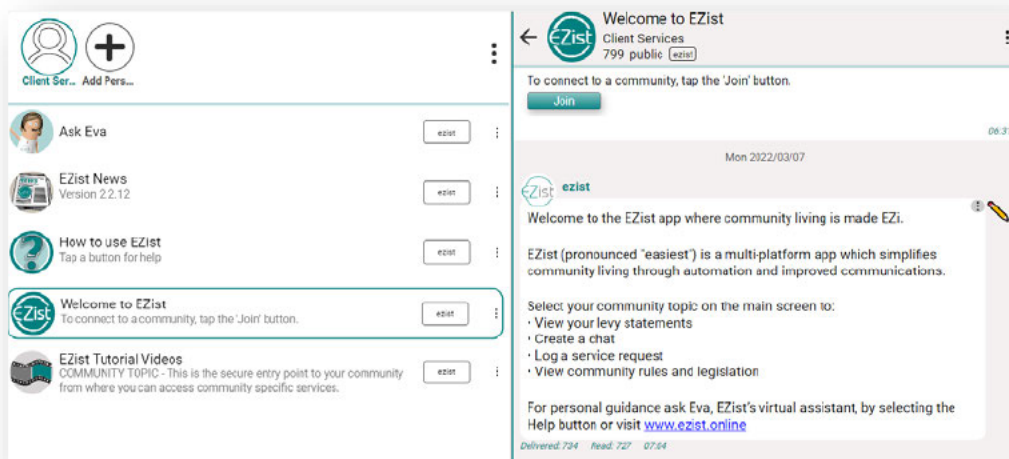 Client Ser...
Add Pers...
Ask Eva
ezist
EZist News
Version 2.2.12
ezist
How to use EZist
Tap a button for help
ezist
EZist
Welcome to EZist
To connect to a community, tap the 'Join' button.
ezist
EZist Tutorial Videos
COMMUNITY TOPIC - This is the secure entry point to your community
from where you can access community specific services.
ezist
EZist
Welcome to EZist
Client Services
799 public ezist
To connect to a community, tap the 'Join' button.
Join
06:3
Mon 2022/03/07
EZist
ezist
Welcome to the EZist app where community living is made EZi.
EZist (pronounced "easiest") is a multi-platform app which simplifies
community living through automation and improved communications.
Select your community topic on the main screen to:
· View your levy statements
· Create a chat
· Log a service request
· View community rules and legislation
For personal guidance ask Eva, EZist's virtual assistant, by selecting the
Help button or visit www.ezist.online
Delivered: 734 Read: 727 07:54